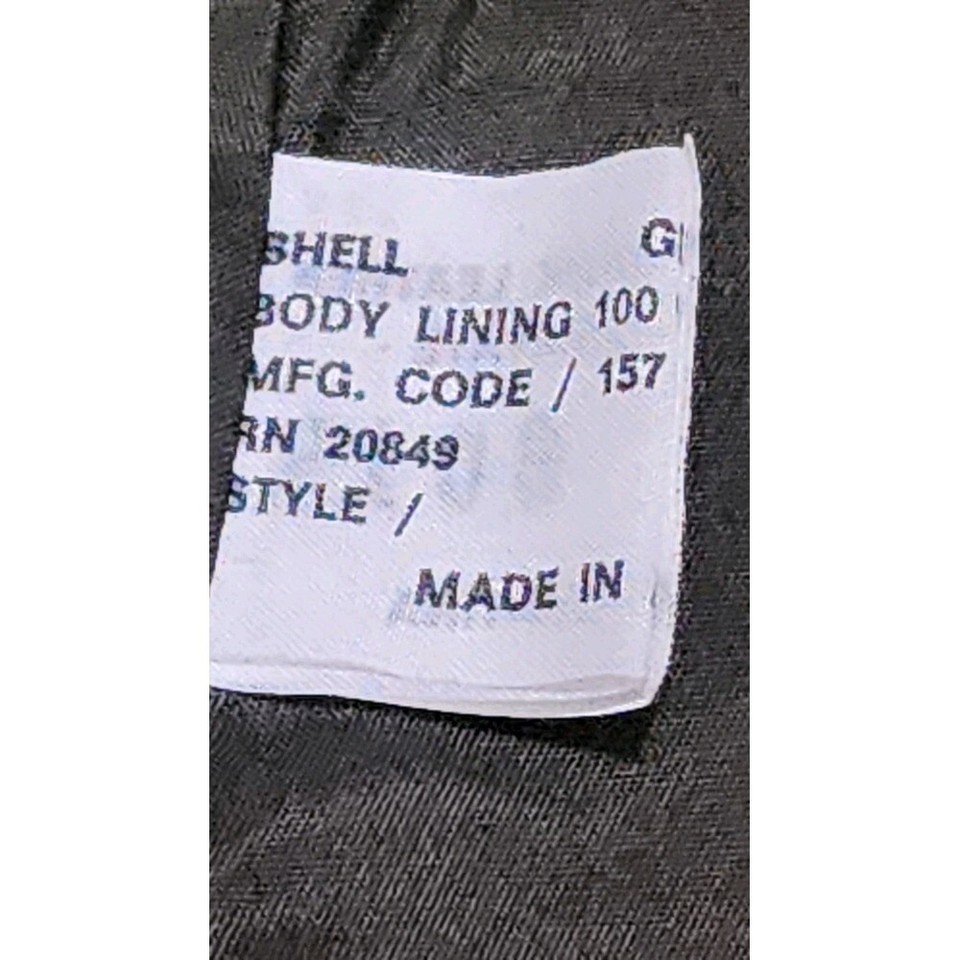 SHELL G
BODY LINING 100
MFG. CODE / 157
RN 20849
STYLE /
MADE IN